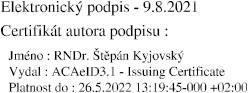 Elektronický podpis - 9.8.2021
Certifikát autora podpisu :
Jméno : RNDr. Štěpán Kyjovský
Vydal : ACAeID3.1 - Issuing Certificate
Platnost do : 26.5.2022 13:19:45-000 +02:00